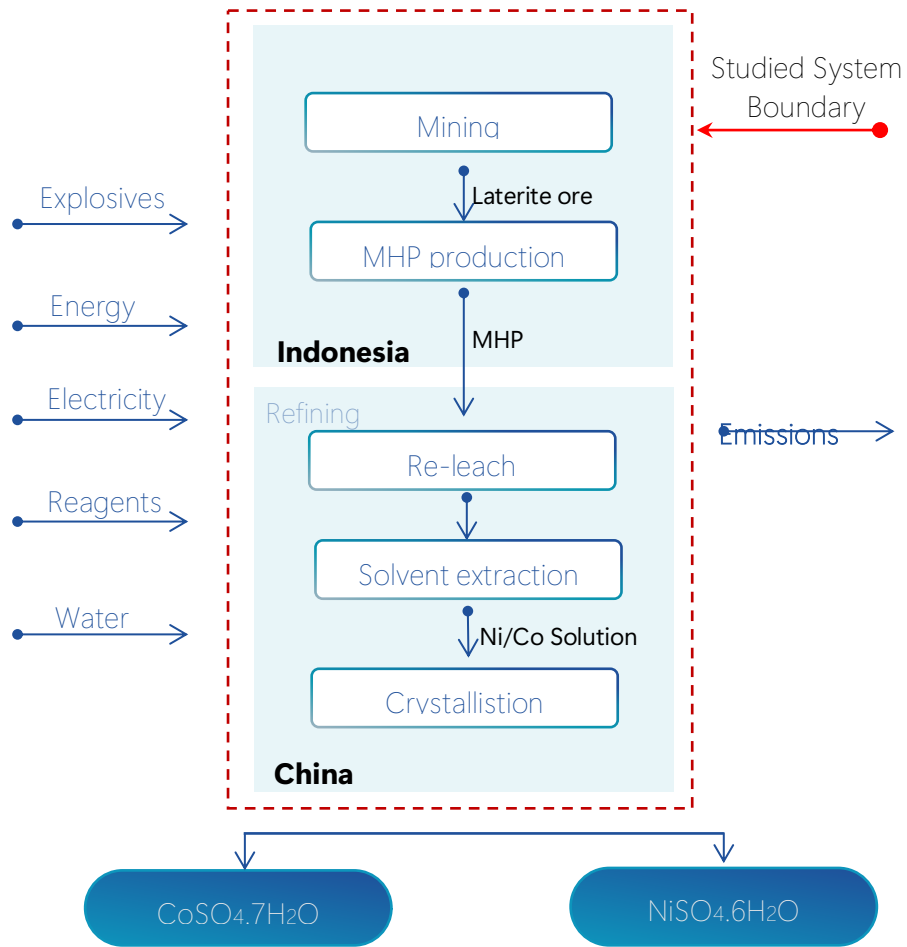 Studied System
Boundary
Mining
Laterite ore
Explosives
MHP production
Energy
MHP
Indonesia
Electricity
Refining
Emissions
Re-leach
Reagents
Solvent extraction
Water
Ni/Co Solution
Crystallistion
China
CoSO4.7H2O
NiSO4.6H2O